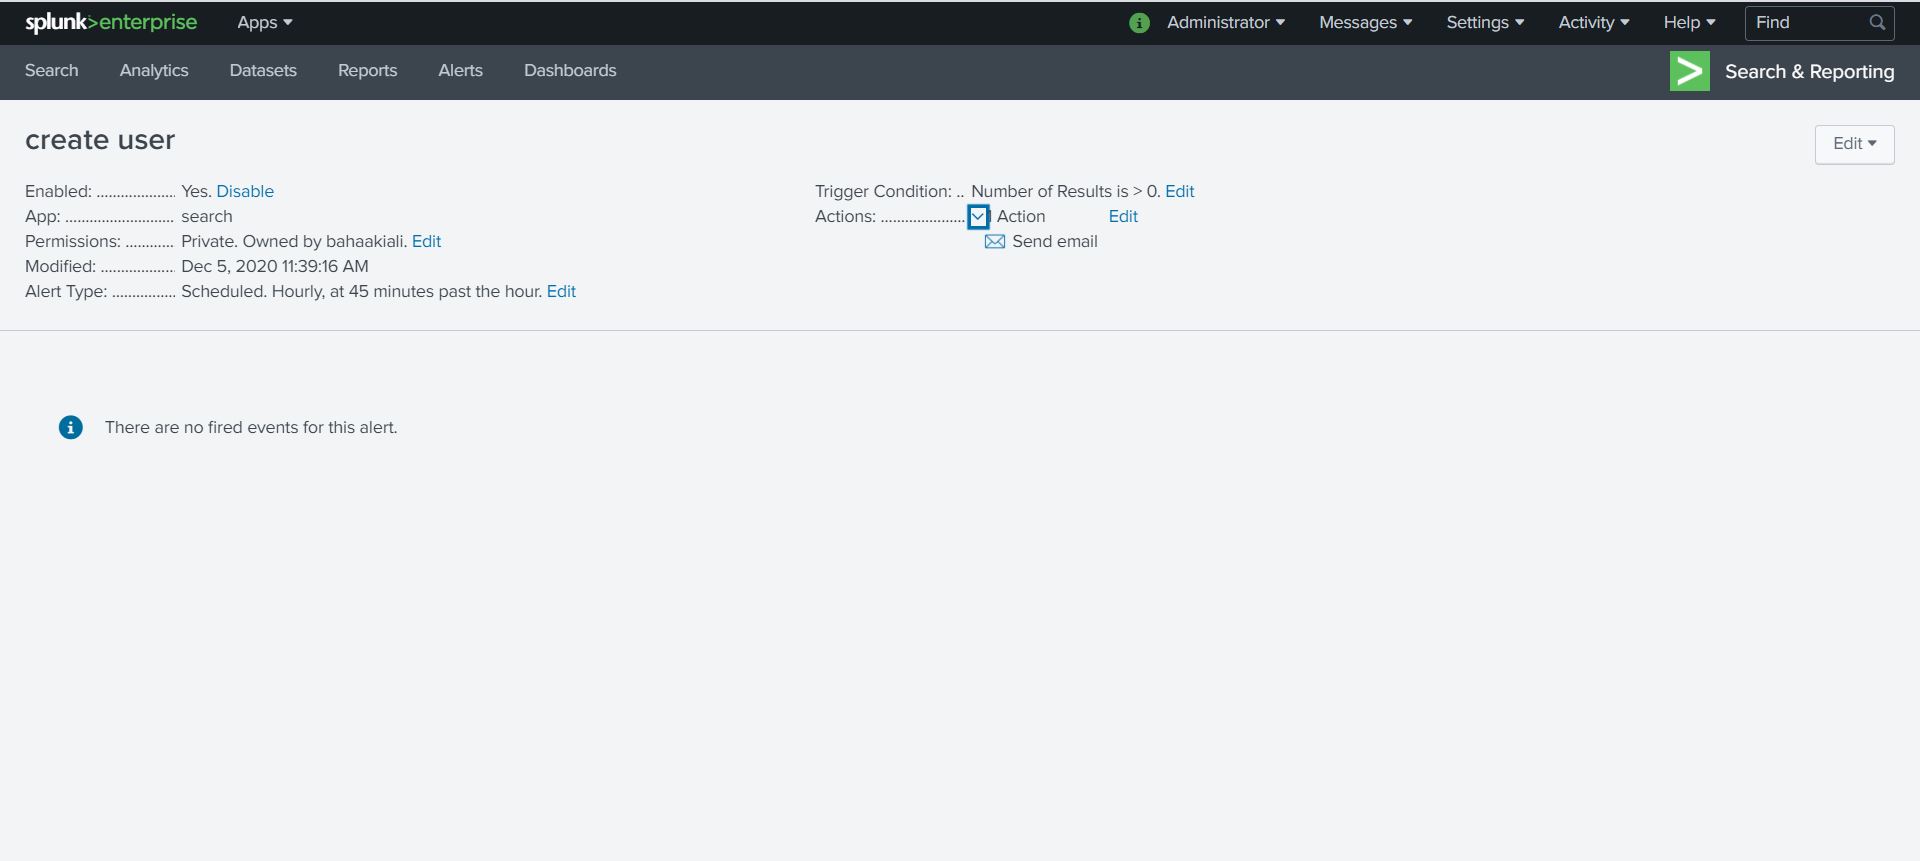 splunk>enterprise Apps Administrator Messages Settings Activity Help Find
Search Analytics Datasets Reports Alerts Dashboards Search & Reporting
create user
Edit
Enabled: ................... Yes. Disable
App: ........................... search
Permissions: ............ Private. Owned by bahaakiali. Edit
Modified: .................. Dec 5, 2020 11:39:16 AM
Alert Type: ................ Scheduled. Hourly, at 45 minutes past the hour. Edit
Trigger Condition: .. Number of Results is > 0. Edit
Actions: ..................... 1 Action Edit
Send email
There are no fired events for this alert.